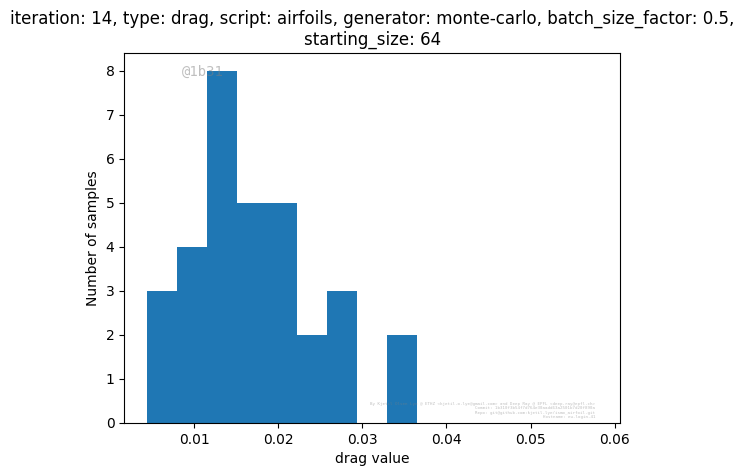 iteration: 14, type: drag, script: airfoils, generator: monte-carlo, batch_size_factor: 0.5,
starting_size: 64
@1b31
8
7
6
5
4
3
2
1
0
Number of samples
0.01 0.02 0.03 0.04 0.05 0.06
drag value